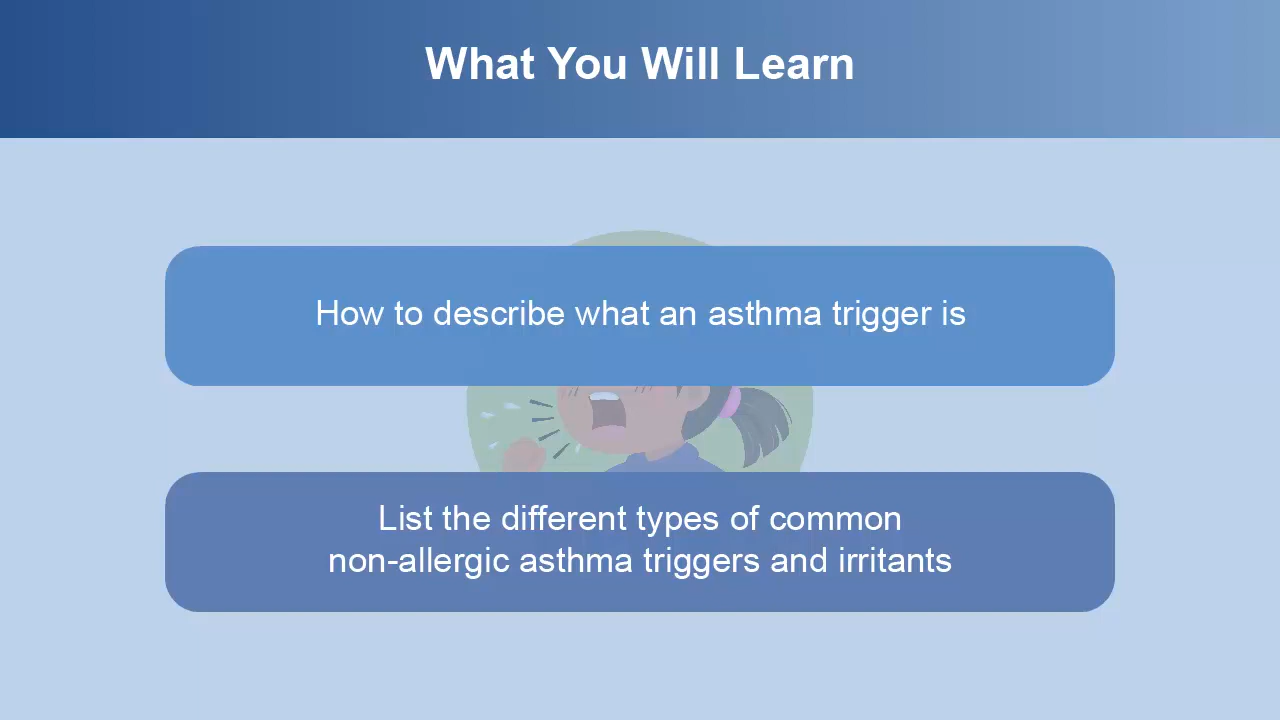 What You Will Learn
How to describe what an asthma trigger is
List the different types of common
non-allergic asthma triggers and irritants